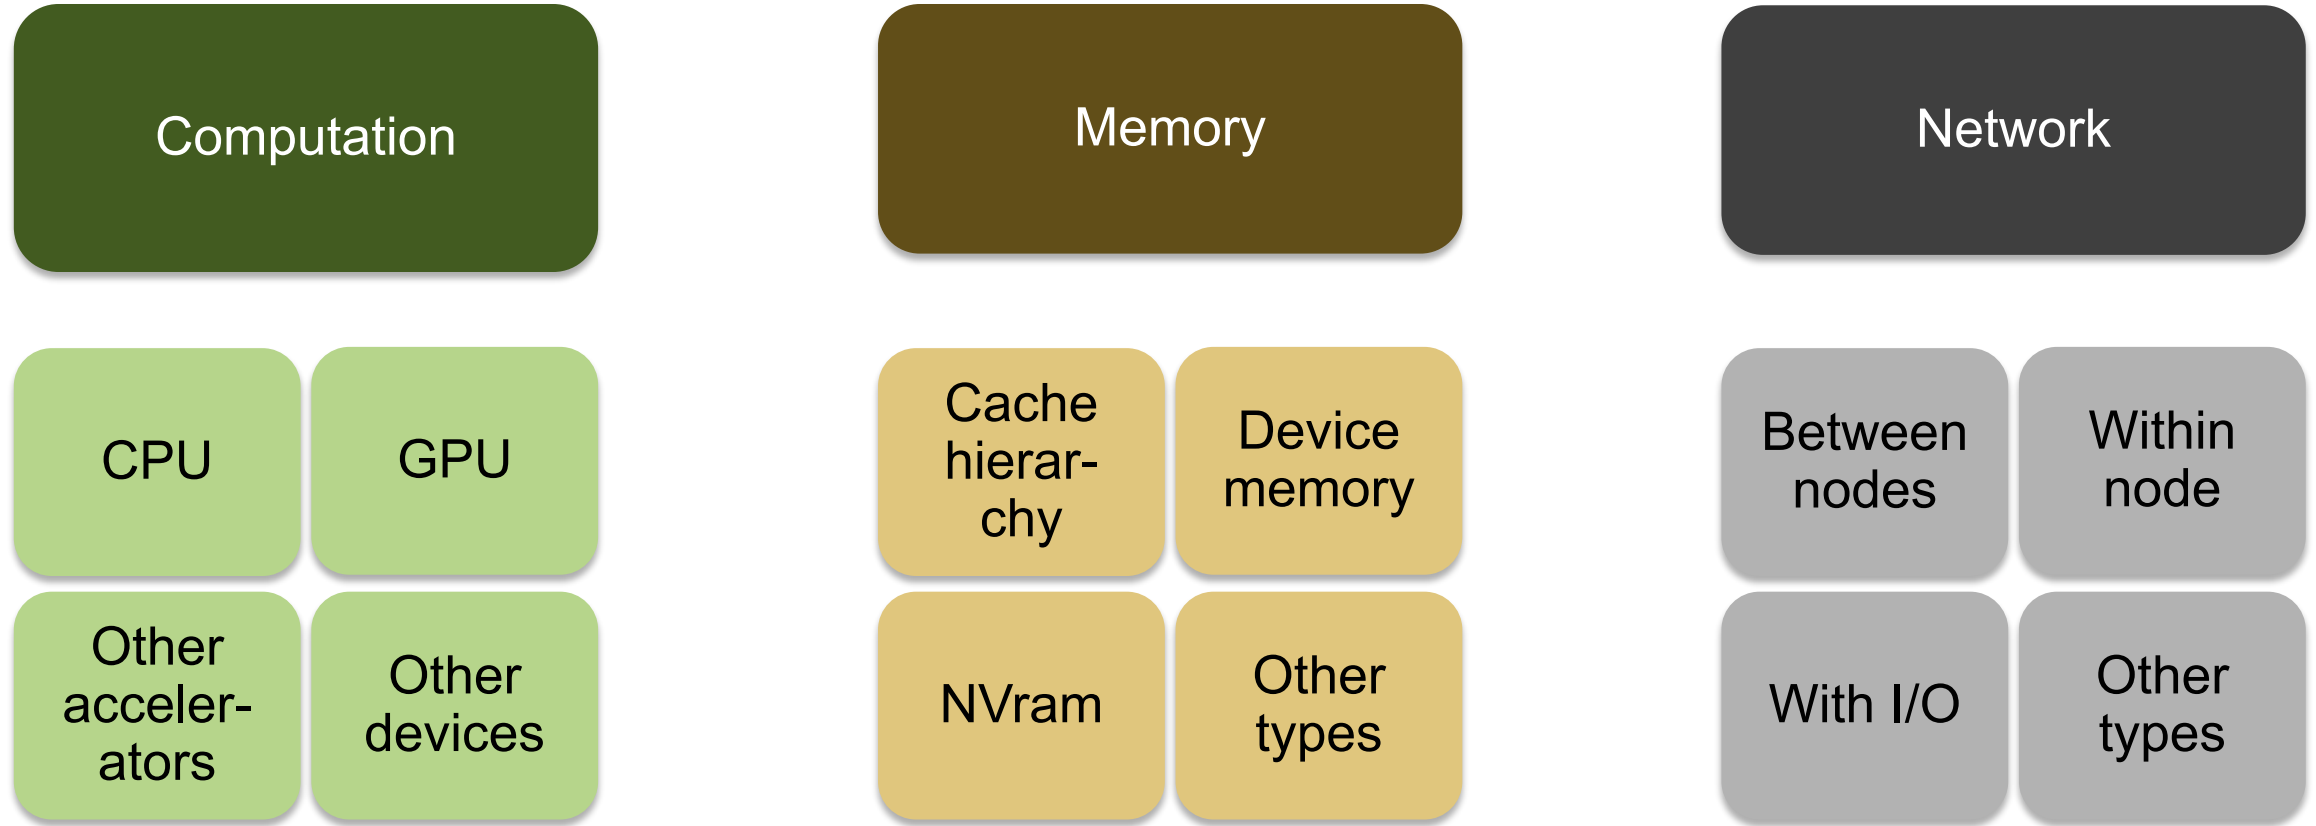 Computation
Memory
Network
CPU
GPU
Cache
hierar-
chy
Device
memory
Between
nodes
Within
node
Other
acceler-
ators
Other
devices
NVram
Other
types
With I/O
Other
types